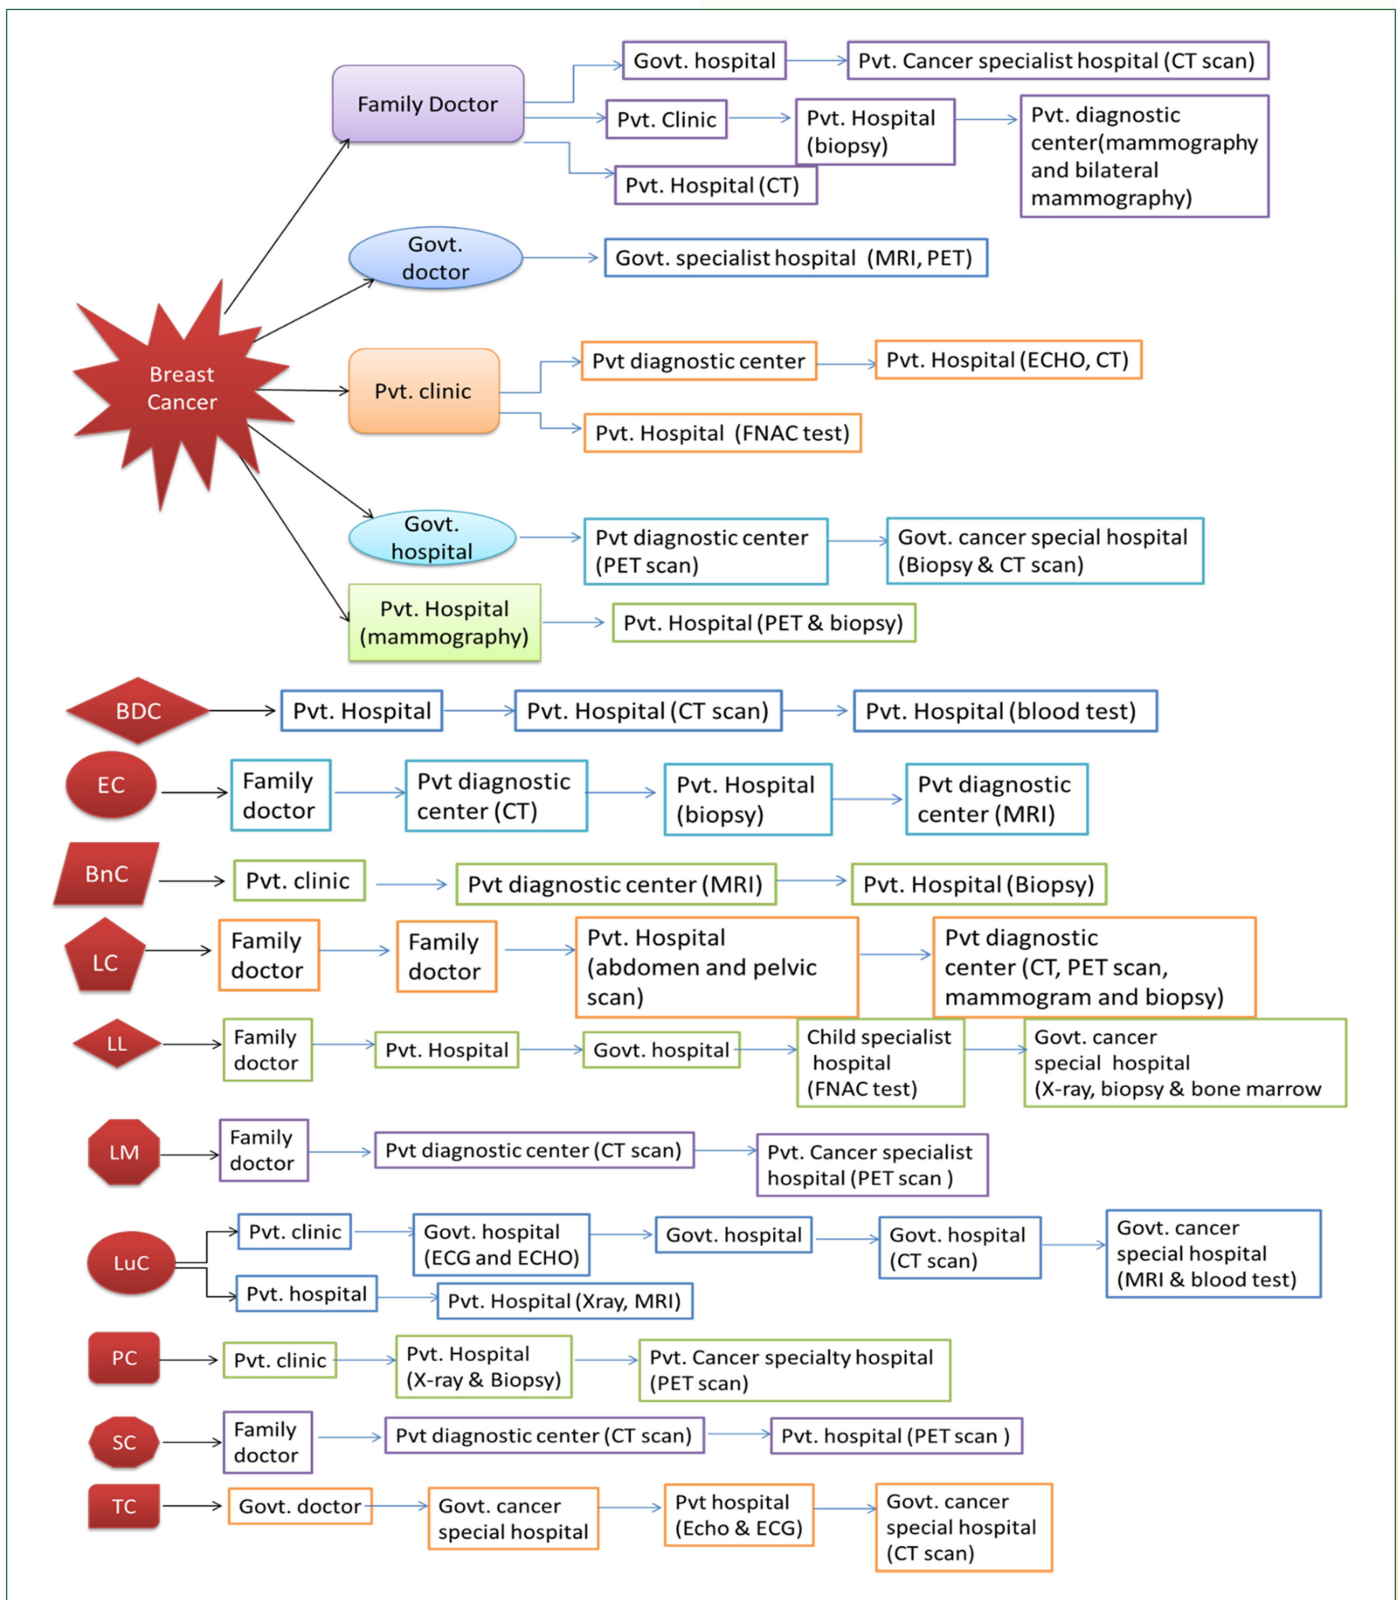 Breast
Cancer
Family Doctor
Govt. hospital
Pvt. Cancer specialist hospital (CT scan)
Pvt. Clinic
Pvt. Hospital
(biopsy)
Pvt. diagnostic
center(mammography
and bilateral
mammography)
Pvt. Hospital (CT)
Govt.
doctor
Govt. specialist hospital (MRI, PET)
Pvt. clinic
Pvt diagnostic center
Pvt. Hospital (ECHO, CT)
Pvt. Hospital (FNAC test)
Govt.
hospital
Pvt diagnostic center
(PET scan)
Govt. cancer special hospital
(Biopsy & CT scan)
Pvt. Hospital
(mammography)
Pvt. Hospital (PET & biopsy)
BDC
Pvt. Hospital
Pvt. Hospital (CT scan)
Pvt. Hospital (blood test)
EC
Family
doctor
Pvt diagnostic
center (CT)
Pvt. Hospital
(biopsy)
Pvt diagnostic
center (MRI)
BnC
Pvt. clinic
Pvt diagnostic center (MRI)
Pvt. Hospital (Biopsy)
LC
Family
doctor
Family
doctor
Pvt. Hospital
(abdomen and pelvic
scan)
Pvt diagnostic
center (CT, PET scan,
mammogram and biopsy)
LL
Family
doctor
Pvt. Hospital
Govt. hospital
Child specialist
hospital
(FNAC test)
Govt. cancer
special hospital
(X-ray, biopsy & bone marrow
LM
Family
doctor
Pvt diagnostic center (CT scan)
Pvt. Cancer specialist
hospital (PET scan )
LuC
Pvt. clinic
Govt. hospital
(ECG and ECHO)
Govt. hospital
Govt. hospital
(CT scan)
Govt. cancer
special hospital
(MRI & blood test)
Pvt. hospital
Pvt. Hospital (Xray, MRI)
PC
Pvt. clinic
Pvt. Hospital
(X-ray & Biopsy)
Pvt. Cancer specialty hospital
(PET scan)
SC
Family
doctor
Pvt diagnostic center (CT scan)
Pvt. hospital (PET scan )
TC
Govt. doctor
Govt. cancer
special hospital
Pvt hospital
(Echo & ECG)
Govt. cancer
special hospital
(CT scan)